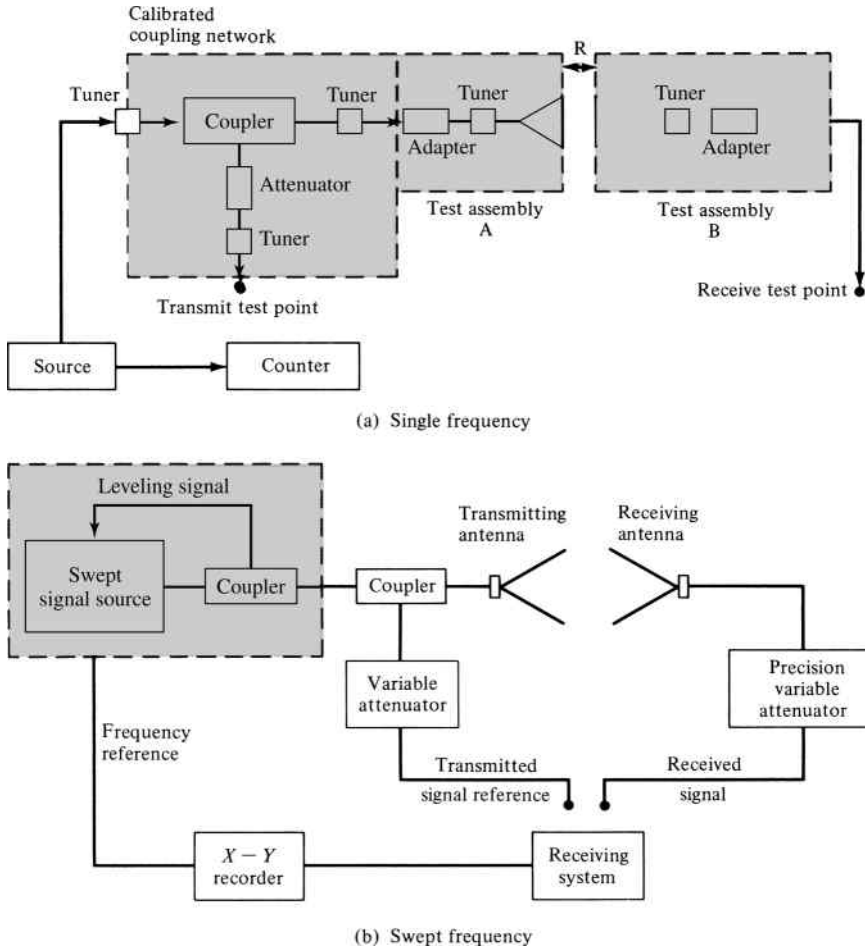 Calibrated
coupling network
R
Tuner
Coupler
Tuner
Tuner
Adapter
Tuner
Adapter
Attenuator
Tuner
Test assembly
A
Test assembly
B
Transmit test point
Receive test point
Source
Counter
(a) Single frequency
Leveling signal
Swept
signal source
Coupler
Coupler
Transmitting
antenna
Receiving
antenna
Variable
attenuator
Precision
variable
attenuator
Frequency
reference
Transmitted
signal reference
Received
signal
X – Y
recorder
Receiving
system
(b) Swept frequency